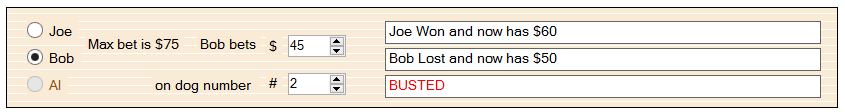 Joe
Bob
Al
Max bet is $75 Bob bets $ 45
on dog number # 2
Joe Won and now has $60
Bob Lost and now has $50
BUSTED